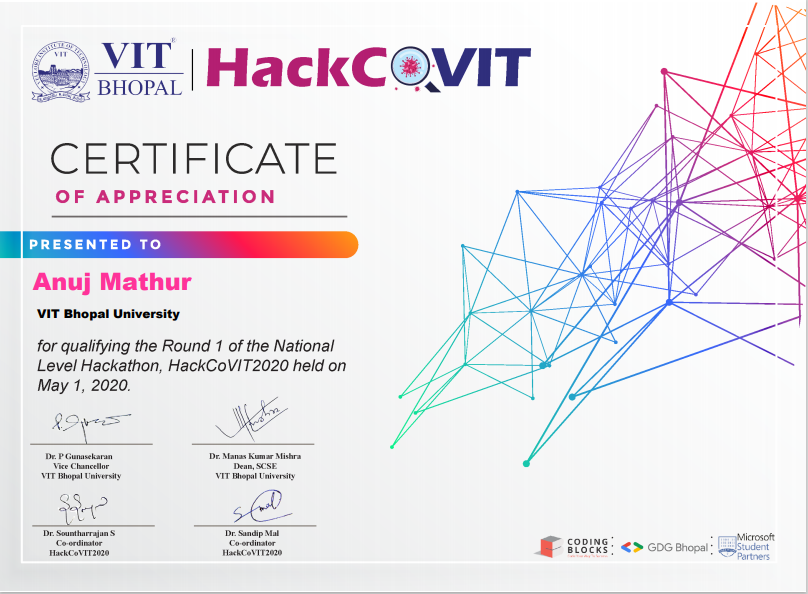 VIT®
BHOPAL
HackCoVIT
CERTIFICATE
OF APPRECIATION
PRESENTED TO
Anuj Mathur
VIT Bhopal University
for qualifying the Round 1 of the National
Level Hackathon, HackCoVIT2020 held on
May 1, 2020.
Dr. P Gunasekaran
Vice Chancellor
VIT Bhopal University
Dr. Manas Kumar Mishra
Dean, SCSE
VIT Bhopal University
Dr. Sountharrajan S
Co-ordinator
HackCoVIT2020
Dr. Sandip Mal
Co-ordinator
HackCoVIT2020
CODING
BLOCKS
GDG Bhopal
Microsoft
Student
Partners